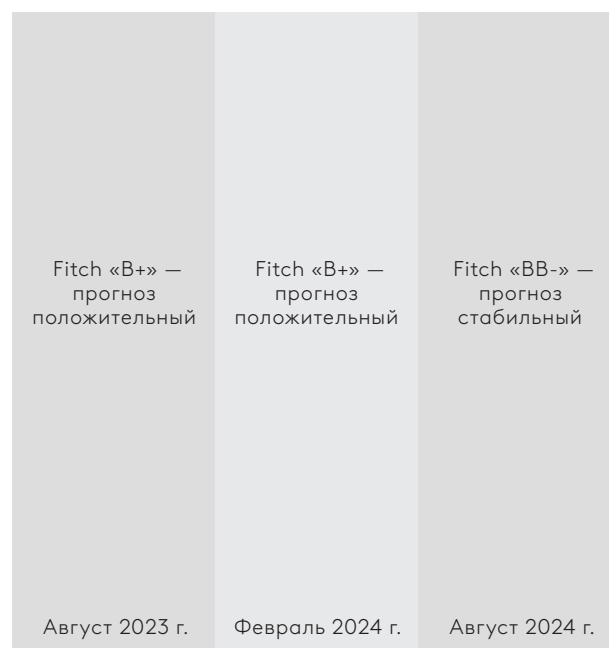 Fitch «B+» —
прогноз
положительный
Fitch «B+» —
прогноз
положительный
Fitch «BB-» —
прогноз
стабильный
Август 2023 г.
Февраль 2024 г.
Август 2024 г.